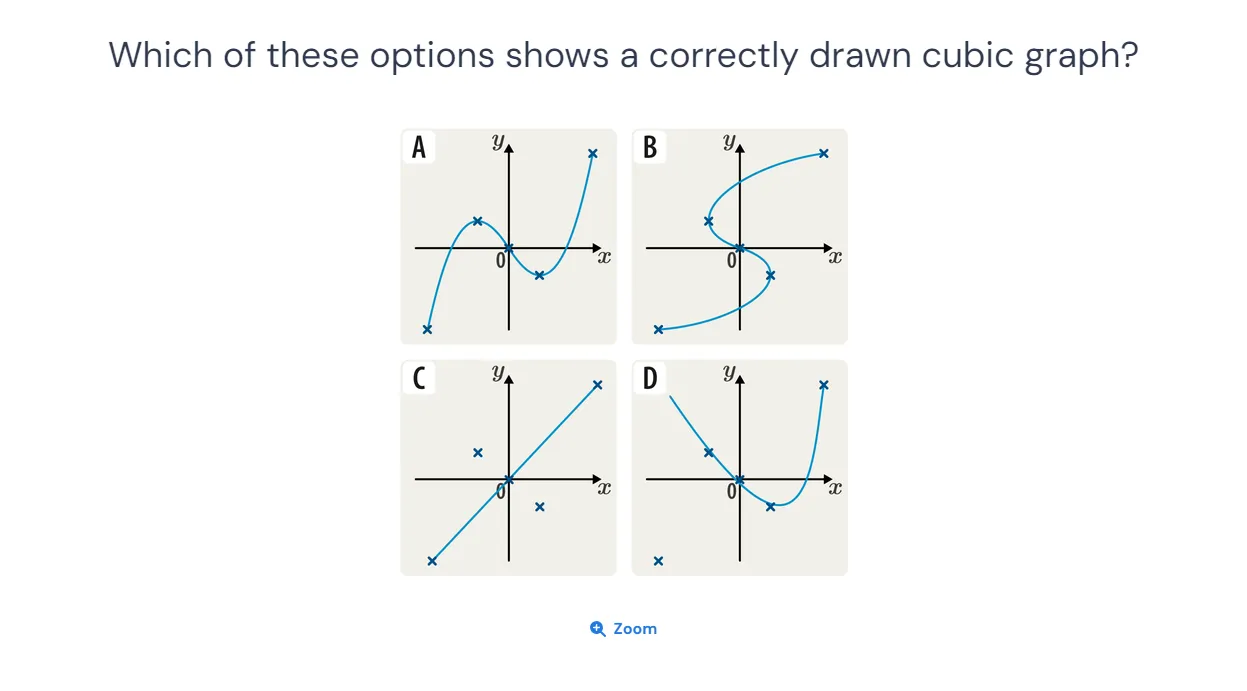 Which of these options shows a correctly drawn cubic graph?
A
y
0
x
B
y
0
x
C
y
0
x
D
y
0
x
Zoom